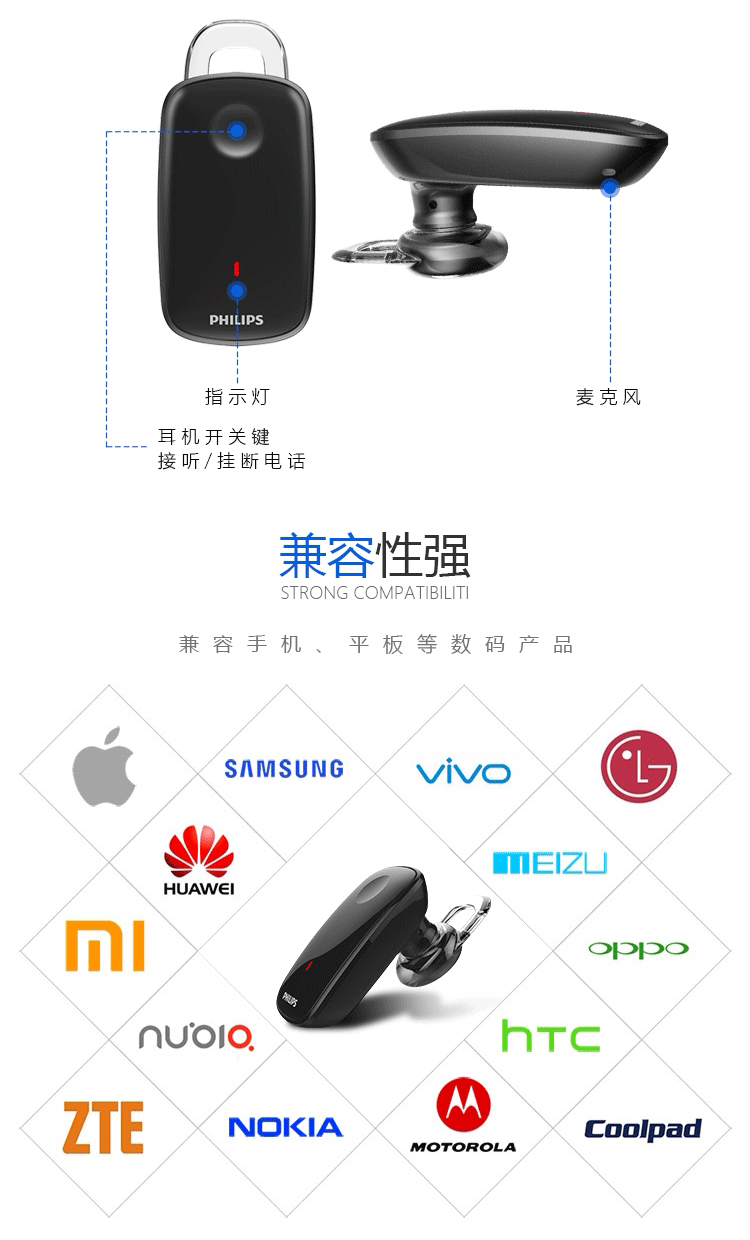 PHILIPS
指示灯
麦克风
耳机开关键
接听/挂断电话
兼容性强
STRONG COMPATIBILITI
兼容手机、平板等数码产品
SAMSUNG
vivo
LG
HUAWEI
MEIZU
MI
PHILIPS
oppo
nubia
hTC
ZTE
NOKIA
MOTOROLA
Coolpad